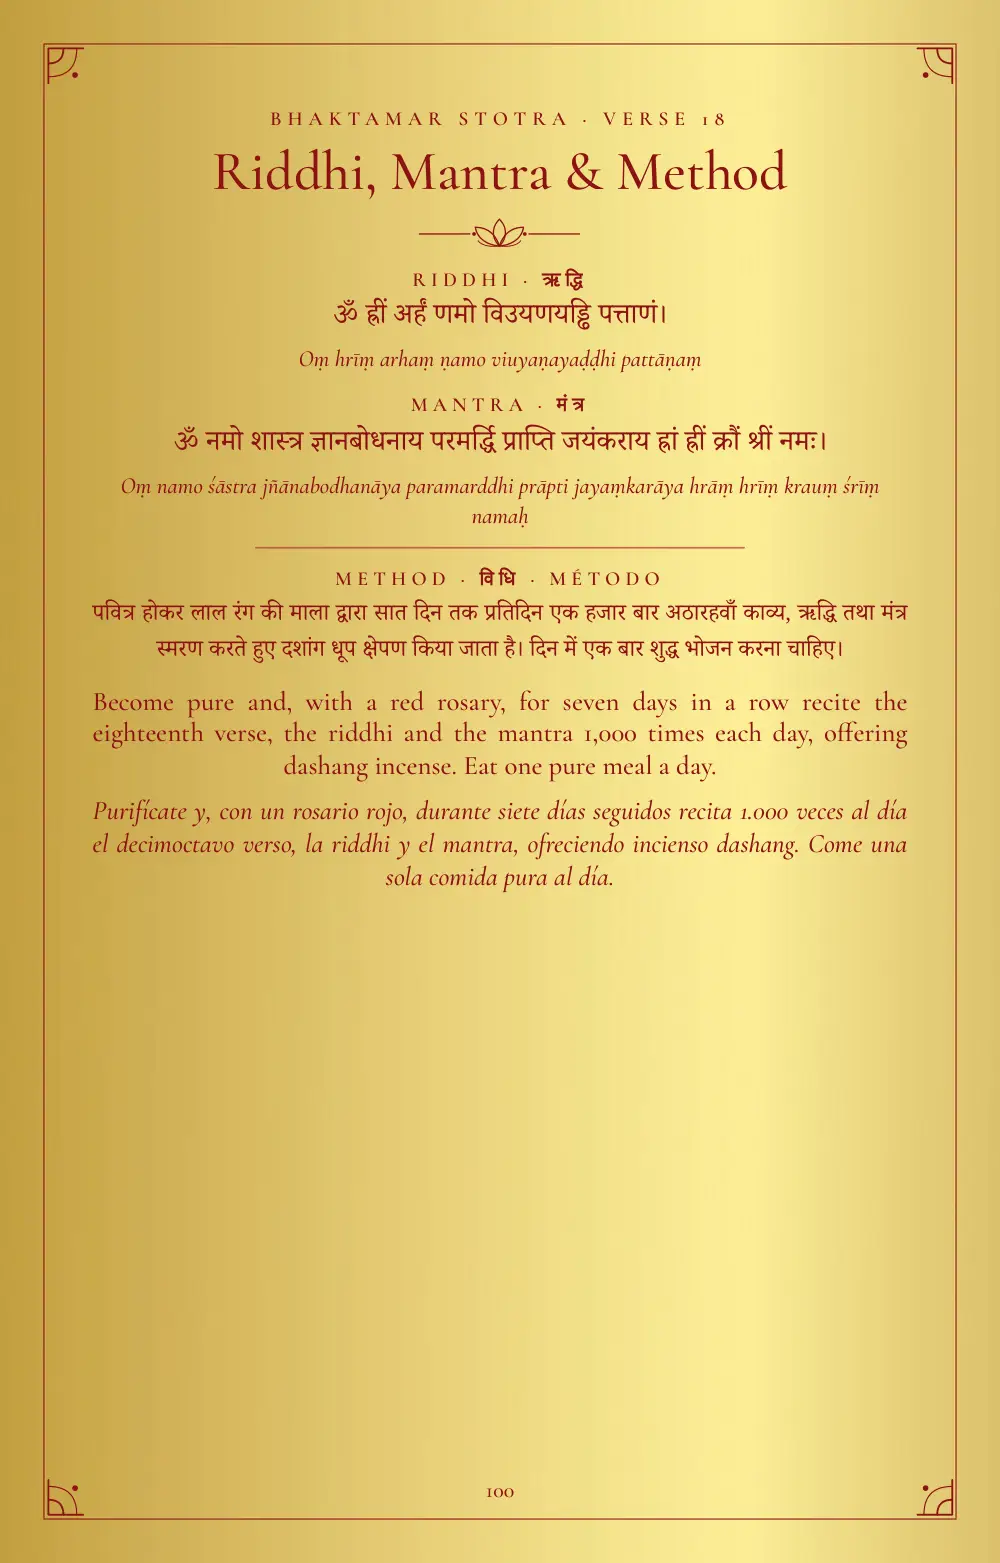 BHAKTAMAR STOTRA · VERSE 18
Riddhi, Mantra & Method
RIDDHI · ऋद्धि
ॐ ह्रीं अर्हं णमो विउयणयड्ढि पत्ताणं।
Oṃ hrīṃ arhaṃ ṇamo viuyaṇayaḍḍhi pattāṇaṃ
MANTRA · मंत्र
ॐ नमो शास्त्र ज्ञानबोधनाय परमर्द्धि प्राप्ति जयंकराय ह्रां ह्रीं क्रौं श्रीं नमः।
Oṃ namo śāstra jñānabodhanāya paramarddhi prāpti jayaṃkarāya hrāṃ hrīṃ krauṃ śrīṃ
namaḥ
METHOD · विधि · MÉTODO
पवित्र होकर लाल रंग की माला द्वारा सात दिन तक प्रतिदिन एक हजार बार अठारहवाँ काव्य, ऋद्धि तथा मंत्र
स्मरण करते हुए दशांग धूप क्षेपण किया जाता है। दिन में एक बार शुद्ध भोजन करना चाहिए।
Become pure and, with a red rosary, for seven days in a row recite the
eighteenth verse, the riddhi and the mantra 1,000 times each day, offering
dashang incense. Eat one pure meal a day.
Purifícate y, con un rosario rojo, durante siete días seguidos recita 1.000 veces al día
el decimoctavo verso, la riddhi y el mantra, ofreciendo incienso dashang. Come una
sola comida pura al día.
100